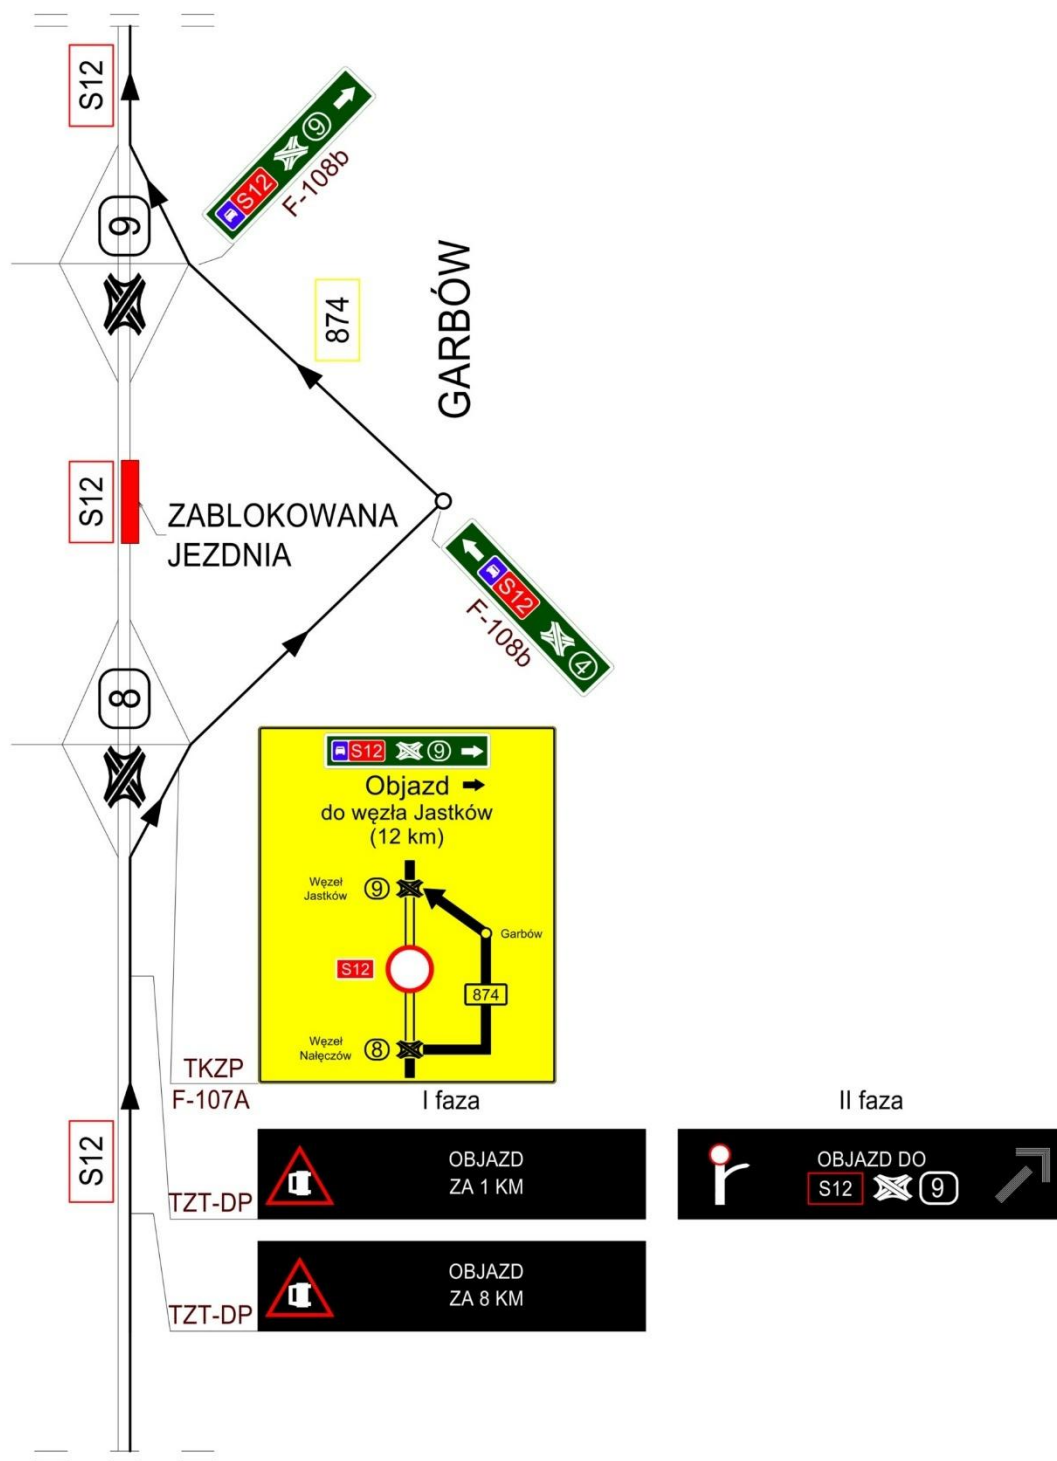 S12
S12 9
F-108b
9
874
GARBÓW
S12
ZABLOKOWANA
JEZDNIA
S12 4
F-108b
8
S12 9
Objazd
do węzła Jastków
(12 km)
Węzeł
Jastków
9
Garbów
S12
874
Węzeł
Nałęczów
8
TKZP
F-107A
I faza
II faza
S12
OBJAZD
ZA 1 KM
TZT-DP
OBJAZD DO
S12 9
OBJAZD
ZA 8 KM
TZT-DP